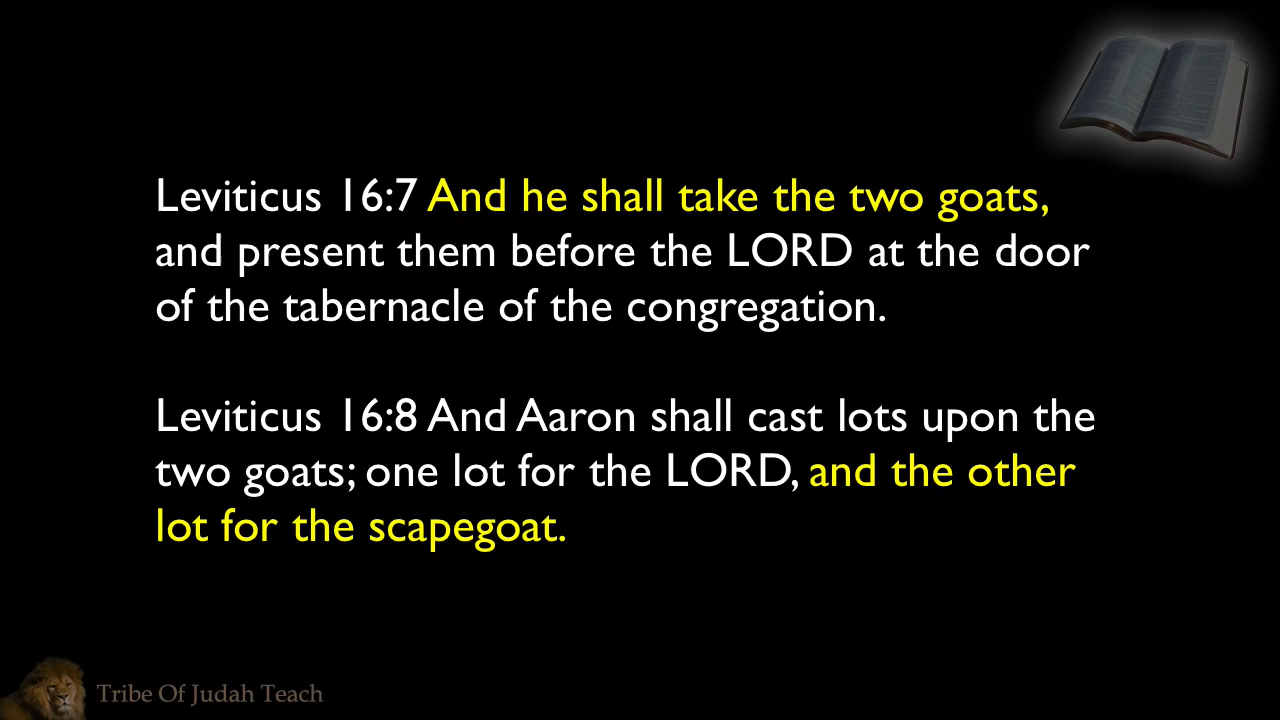 Leviticus 16:7 And he shall take the two goats,
and present them before the LORD at the door
of the tabernacle of the congregation.
Leviticus 16:8 And Aaron shall cast lots upon the
two goats; one lot for the LORD, and the other
lot for the scapegoat.
Tribe Of Judah Teach